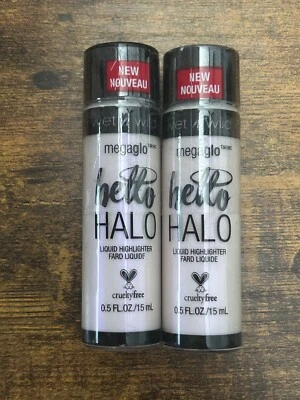 NEW
NOUVEAU
wet n wild
megaglo
hello
HALO
LIQUID HIGHLIGHTER
FARD LIQUIDE
crueltyfree
0.5 FL.OZ./15 mL
NEW
NOUVEAU
wet n wild
megaglo
hello
HALO
LIQUID HIGHLIGHTER
FARD LIQUIDE
crueltyfree
0.5 FL.OZ./15 mL